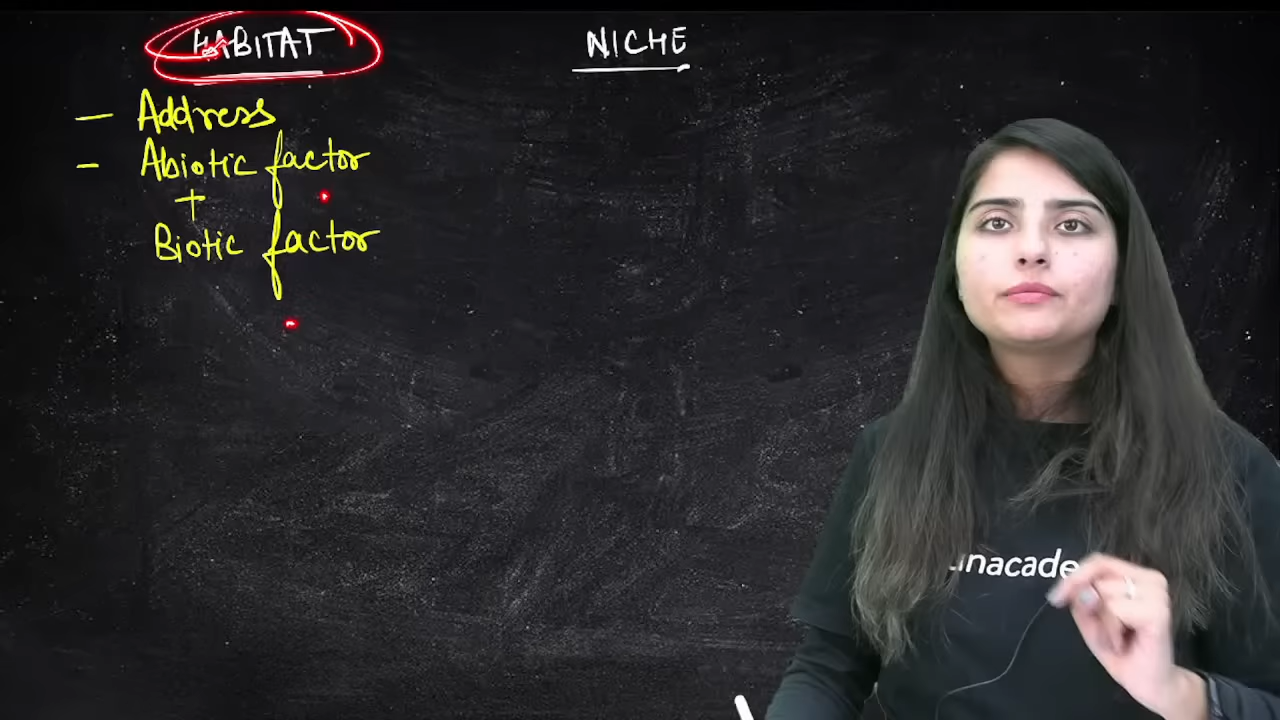 HABITAT
NICHE
— Address
- Abiotic factor
+
Biotic factor
unacade